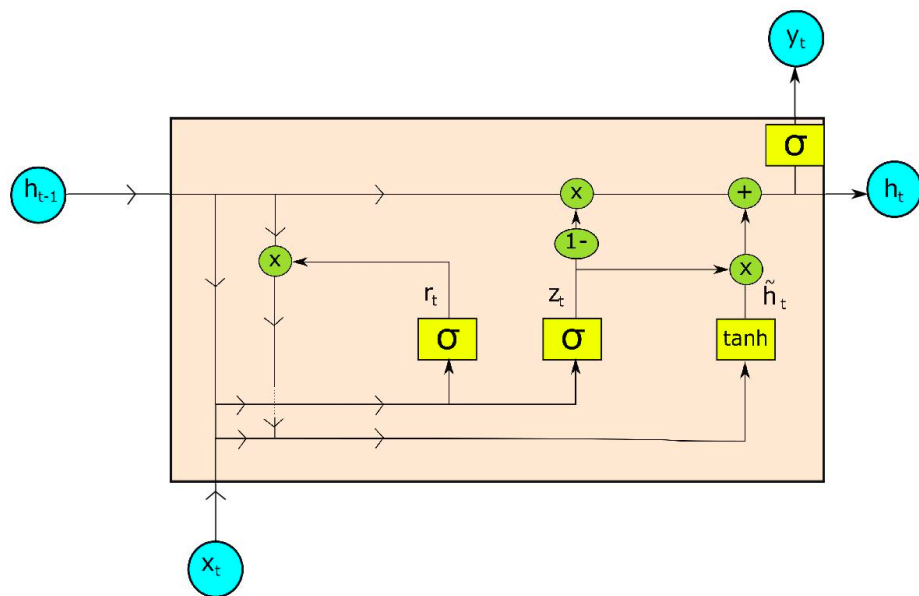 yₜ
σ
hₜ₋₁
x
+
hₜ
1-
x
x
rₜ
zₜ
h̃ₜ
σ
σ
tanh
xₜ